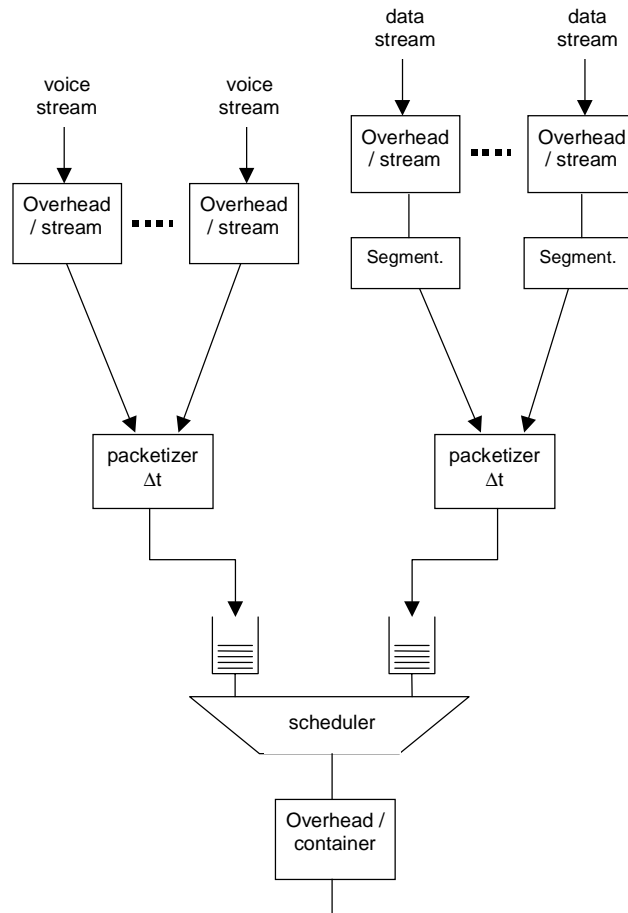 data
stream
data
stream
voice
stream
voice
stream
Overhead
/ stream
Overhead
/ stream
Overhead
/ stream
Overhead
/ stream
Segment.
Segment.
packetizer
Δt
packetizer
Δt
scheduler
Overhead /
container